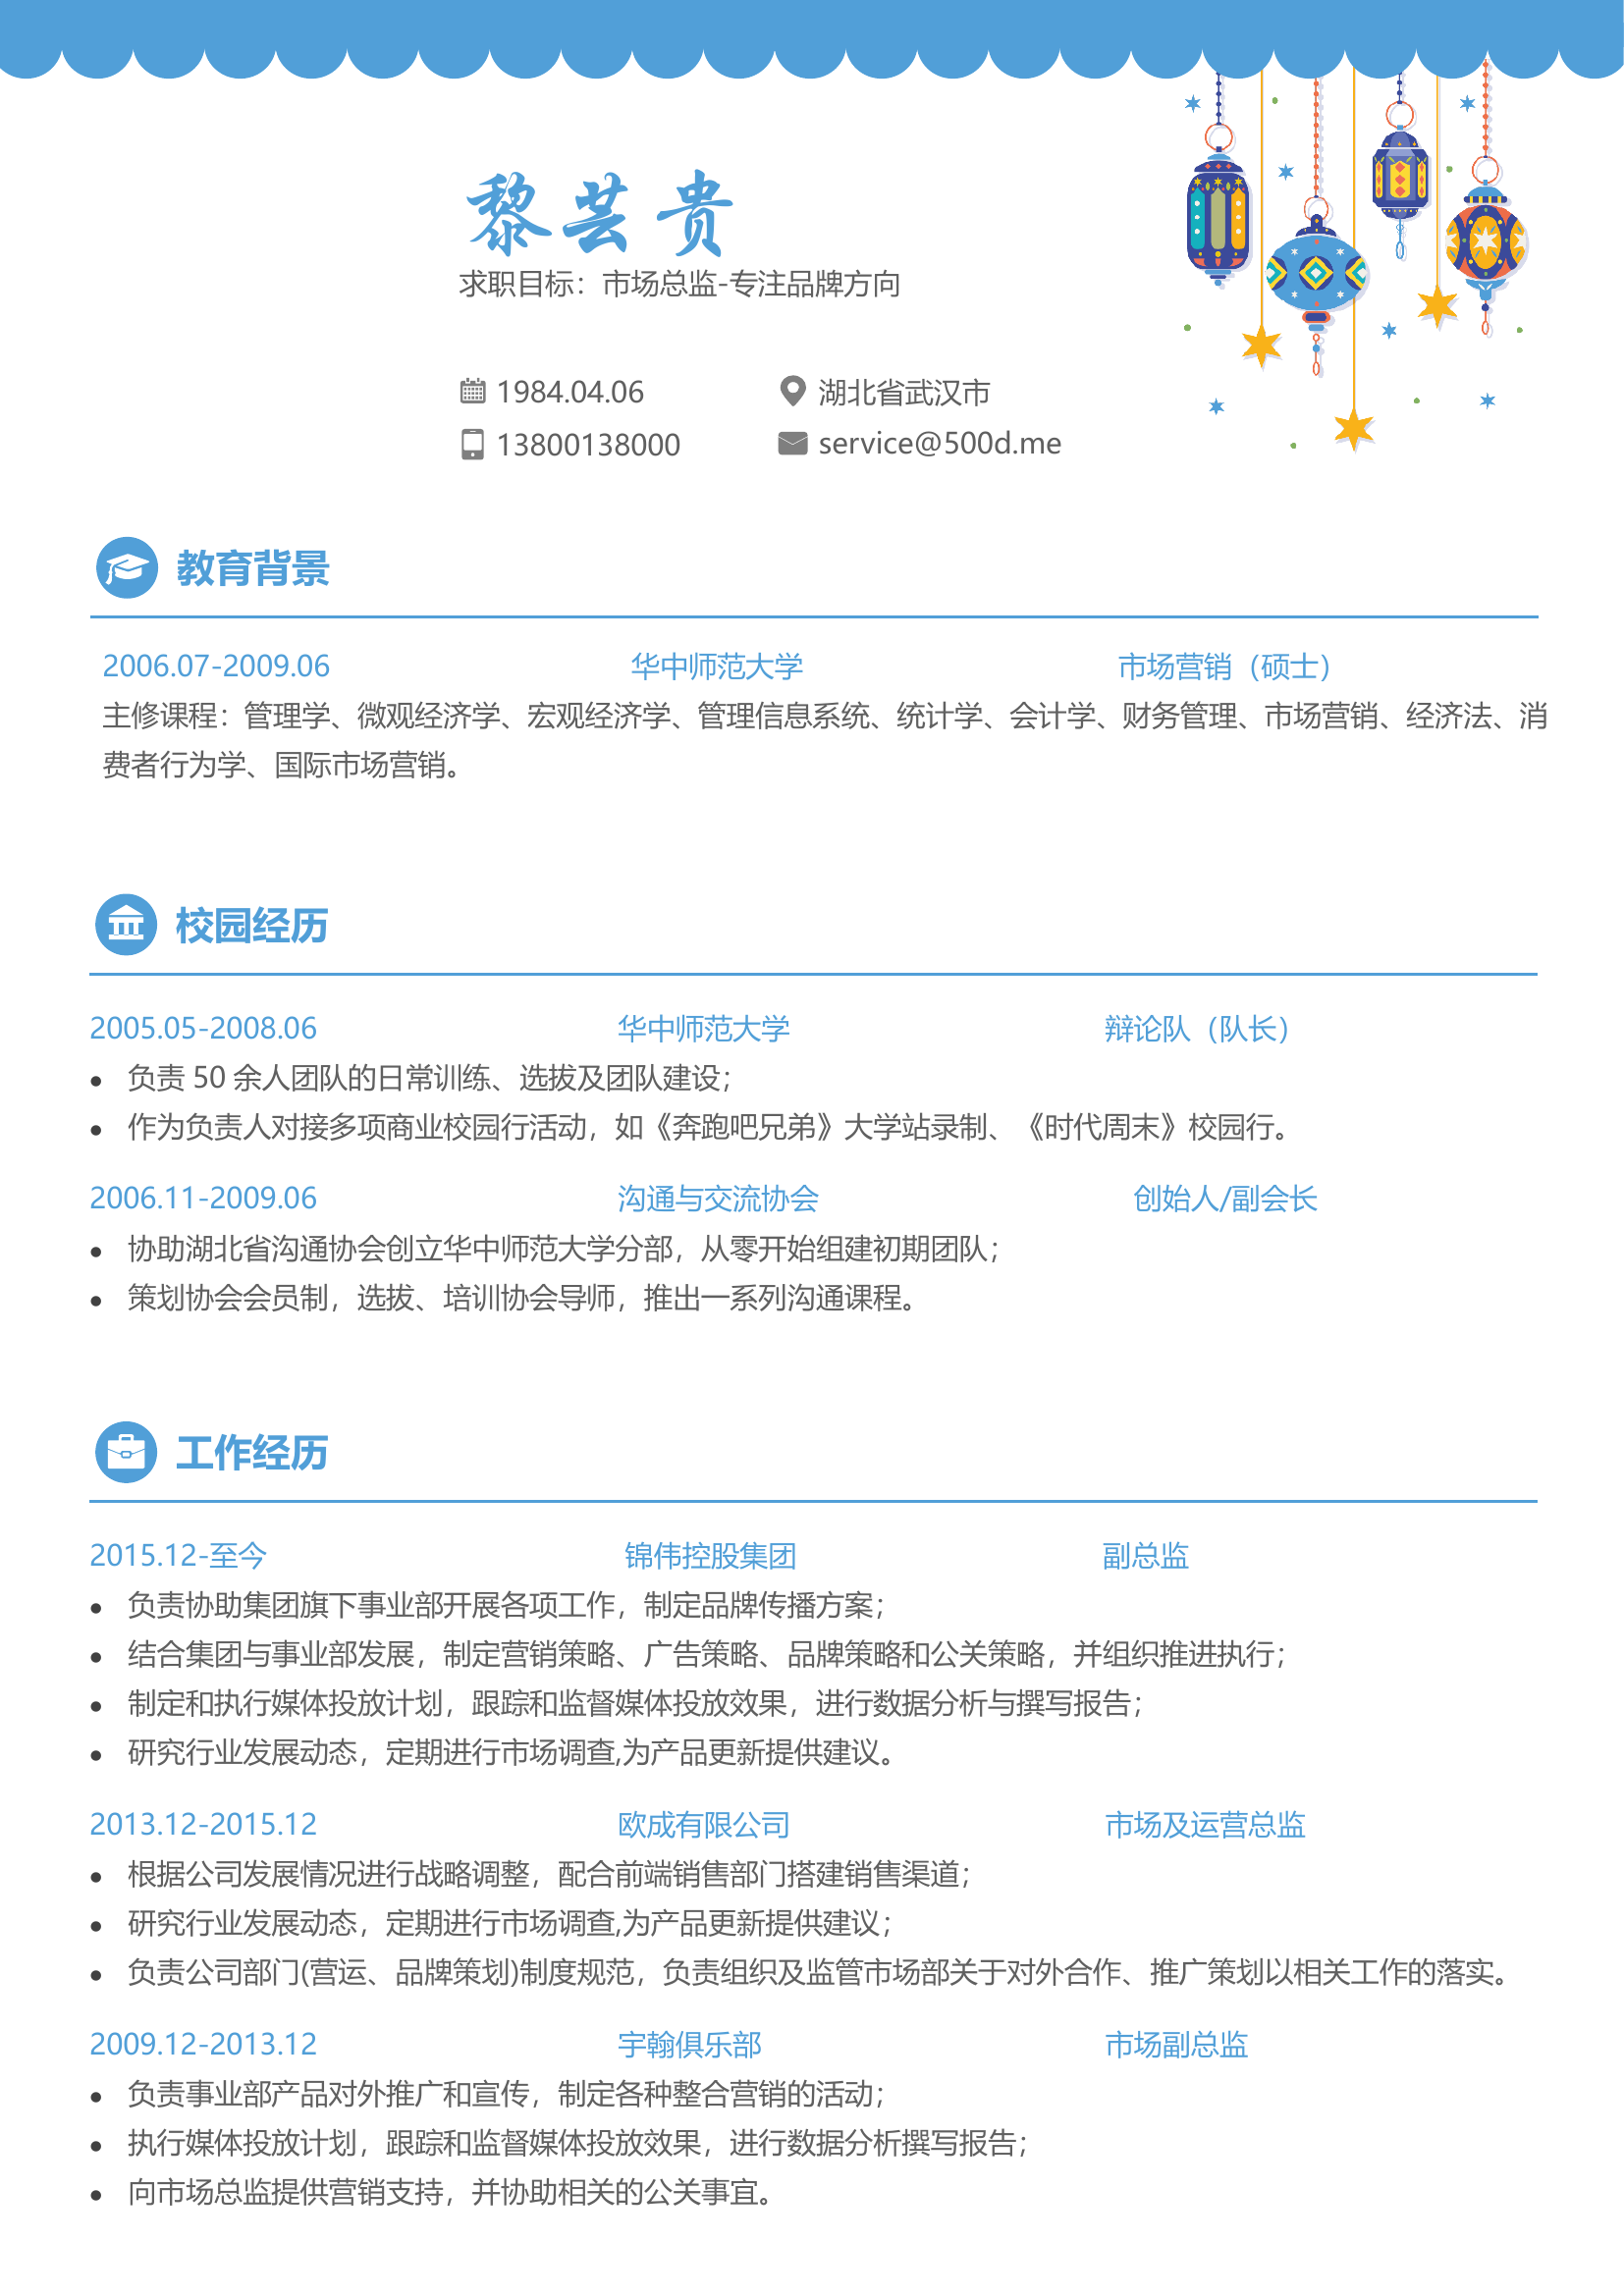 黎芸贵
求职目标：市场总监-专注品牌方向
1984.04.06 湖北省武汉市
13800138000 service@500d.me
教育背景
2006.07-2009.06 华中师范大学 市场营销（硕士）
主修课程：管理学、微观经济学、宏观经济学、管理信息系统、统计学、会计学、财务管理、市场营销、经济法、消
费者行为学、国际市场营销。
校园经历
2005.05-2008.06 华中师范大学 辩论队（队长）
● 负责 50 余人团队的日常训练、选拔及团队建设；
● 作为负责人对接多项商业校园行活动，如《奔跑吧兄弟》大学站录制、《时代周末》校园行。
2006.11-2009.06 沟通与交流协会 创始人/副会长
● 协助湖北省沟通协会创立华中师范大学分部，从零开始组建初期团队；
● 策划协会会员制，选拔、培训协会导师，推出一系列沟通课程。
工作经历
2015.12-至今 锦伟控股集团 副总监
● 负责协助集团旗下事业部开展各项工作，制定品牌传播方案；
● 结合集团与事业部发展，制定营销策略、广告策略、品牌策略和公关策略，并组织推进执行；
● 制定和执行媒体投放计划，跟踪和监督媒体投放效果，进行数据分析与撰写报告；
● 研究行业发展动态，定期进行市场调查,为产品更新提供建议。
2013.12-2015.12 欧成有限公司 市场及运营总监
● 根据公司发展情况进行战略调整，配合前端销售部门搭建销售渠道；
● 研究行业发展动态，定期进行市场调查,为产品更新提供建议；
● 负责公司部门(营运、品牌策划)制度规范，负责组织及监管市场部关于对外合作、推广策划以相关工作的落实。
2009.12-2013.12 宇翰俱乐部 市场副总监
● 负责事业部产品对外推广和宣传，制定各种整合营销的活动；
● 执行媒体投放计划，跟踪和监督媒体投放效果，进行数据分析撰写报告；
● 向市场总监提供营销支持，并协助相关的公关事宜。